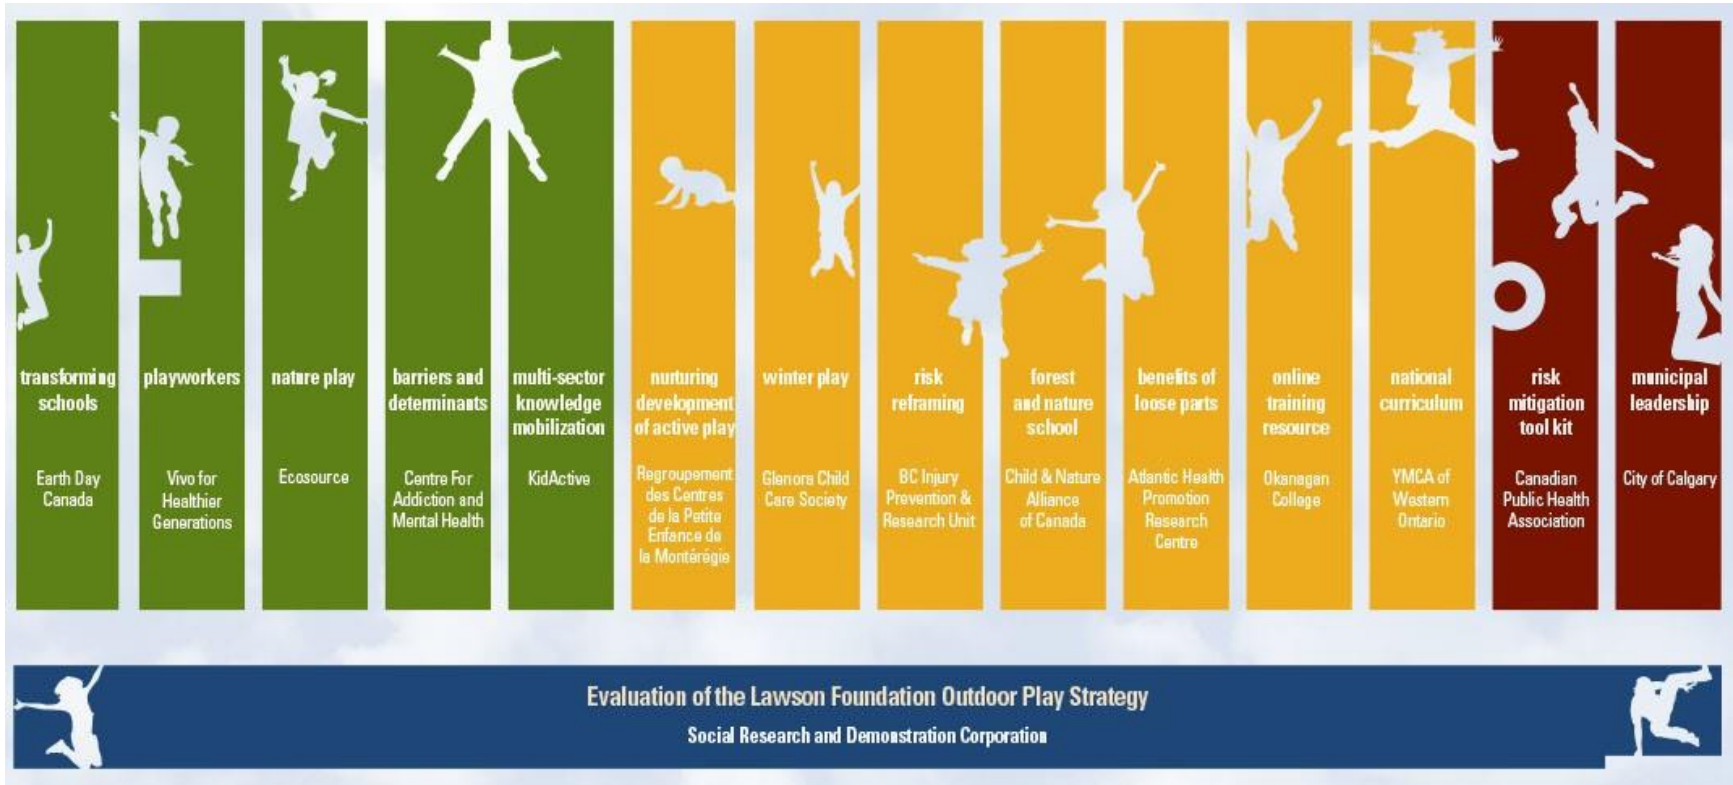 transforming
schools
Earth Day
Canada
playworkers
Vivo for
Healthier
Generations
nature play
Ecosource
barriers and
determinants
Centre For
Addiction and
Mental Health
multi-sector
knowledge
mobilization
KidActive
nurturing
development
of active play
Regroupement
des Centres
de la Petite
Enfance de
la Montérégie
winter play
Glenora Child
Care Society
risk
reframing
BC Injury
Prevention &
Research Unit
forest
and nature
school
Child & Nature
Alliance
of Canada
benefits of
loose parts
Atlantic Health
Promotion
Research
Centre
online
training
resource
Okanagan
College
national
curriculum
YMCA of
Western
Ontario
risk
mitigation
tool kit
Canadian
Public Health
Association
municipal
leadership
City of Calgary
Evaluation of the Lawson Foundation Outdoor Play Strategy
Social Research and Demonstration Corporation